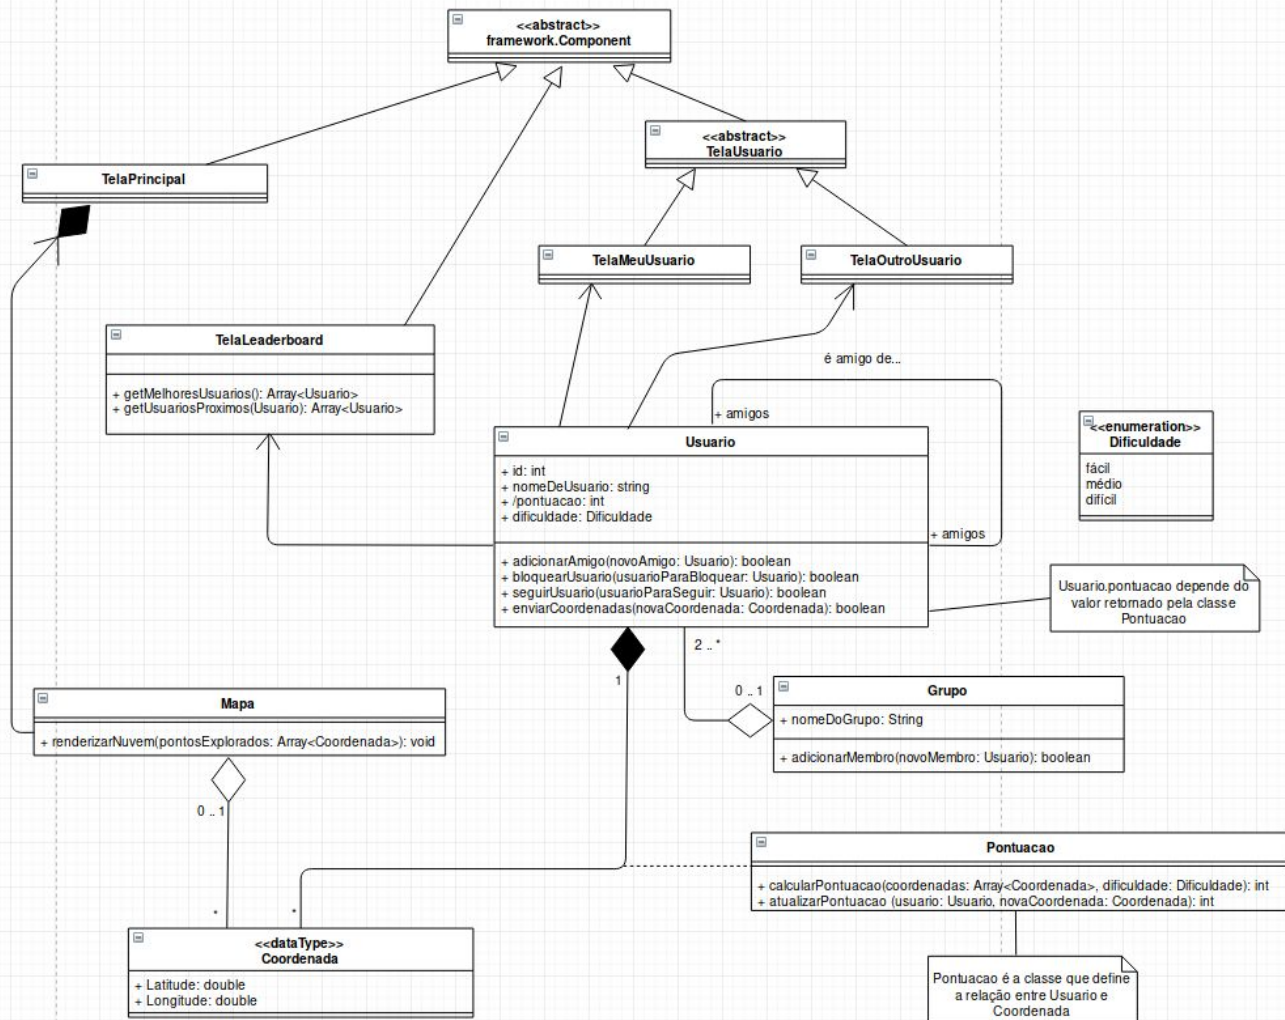 <<abstract>>
framework.Component
<<abstract>>
TelaUsuario
TelaPrincipal
TelaMeuUsuario
TelaOutroUsuario
TelaLeaderboard
+ getMelhoresUsuarios(): Array<Usuario>
+ getUsuariosProximos(Usuario): Array<Usuario>
é amigo de...
+ amigos
Usuario
+ id: int
+ nomeDeUsuario: string
+ /pontuacao: int
+ dificuldade: Dificuldade
+ adicionarAmigo(novoAmigo: Usuario): boolean
+ bloquearUsuario(usuarioParaBloquear: Usuario): boolean
+ seguirUsuario(usuarioParaSeguir: Usuario): boolean
+ enviarCoordenadas(novaCoordenada: Coordenada): boolean
+ amigos
<<enumeration>>
Dificuldade
fácil
médio
difícil
Usuario.pontuacao depende do
valor retornado pela classe
Pontuacao
2 .. *
1
0 .. 1
Grupo
+ nomeDoGrupo: String
+ adicionarMembro(novoMembro: Usuario): boolean
Mapa
+ renderizarNuvem(pontosExplorados: Array<Coordenada>): void
0 .. 1
*
*
Pontuacao
+ calcularPontuacao(coordenadas: Array<Coordenada>, dificuldade: Dificuldade): int
+ atualizarPontuacao (usuario: Usuario, novaCoordenada: Coordenada): int
<<dataType>>
Coordenada
+ Latitude: double
+ Longitude: double
Pontuacao é a classe que define
a relação entre Usuario e
Coordenada